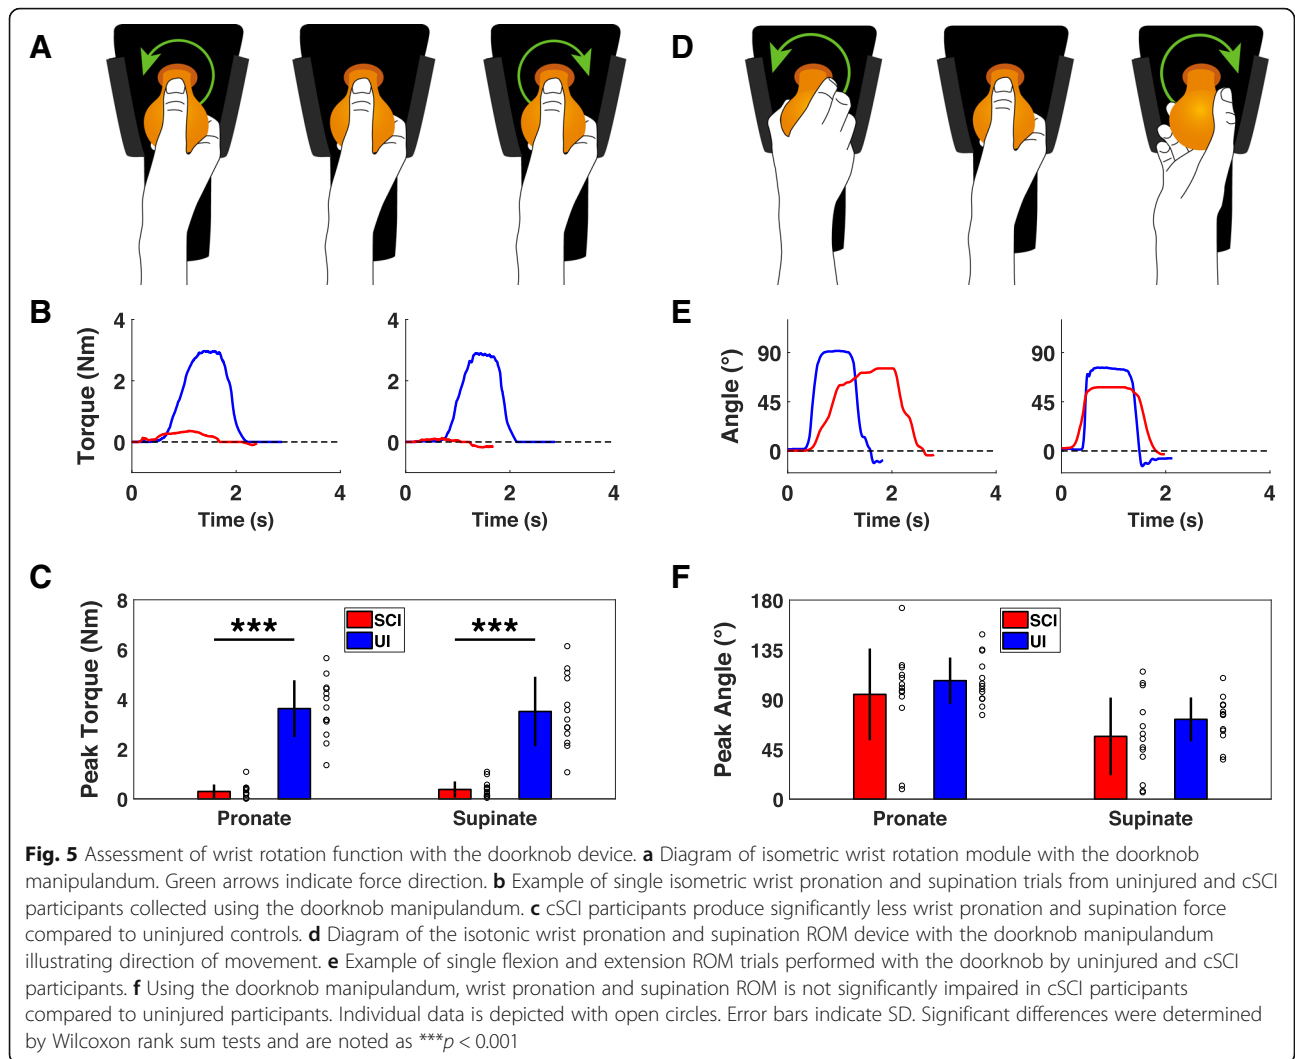 A
D
B
4
2
0
Torque (Nm)
0 2 4
Time (s)
4
2
0
0 2 4
Time (s)
E
90
45
0
Angle (°)
0 2 4
Time (s)
90
45
0
0 2 4
Time (s)
C
8
6
4
2
0
Peak Torque (Nm)
***
***
SCI
UI
Pronate
Supinate
F
180
135
90
45
0
Peak Angle (°)
SCI
UI
Pronate
Supinate
Fig. 5 Assessment of wrist rotation function with the doorknob device. a Diagram of isometric wrist rotation module with the doorknob
manipulandum. Green arrows indicate force direction. b Example of single isometric wrist pronation and supination trials from uninjured and cSCI
participants collected using the doorknob manipulandum. c cSCI participants produce significantly less wrist pronation and supination force
compared to uninjured controls. d Diagram of the isotonic wrist pronation and supination ROM device with the doorknob manipulandum
illustrating direction of movement. e Example of single flexion and extension ROM trials performed with the doorknob by uninjured and cSCI
participants. f Using the doorknob manipulandum, wrist pronation and supination ROM is not significantly impaired in cSCI participants
compared to uninjured participants. Individual data is depicted with open circles. Error bars indicate SD. Significant differences were determined
by Wilcoxon rank sum tests and are noted as ***p < 0.001